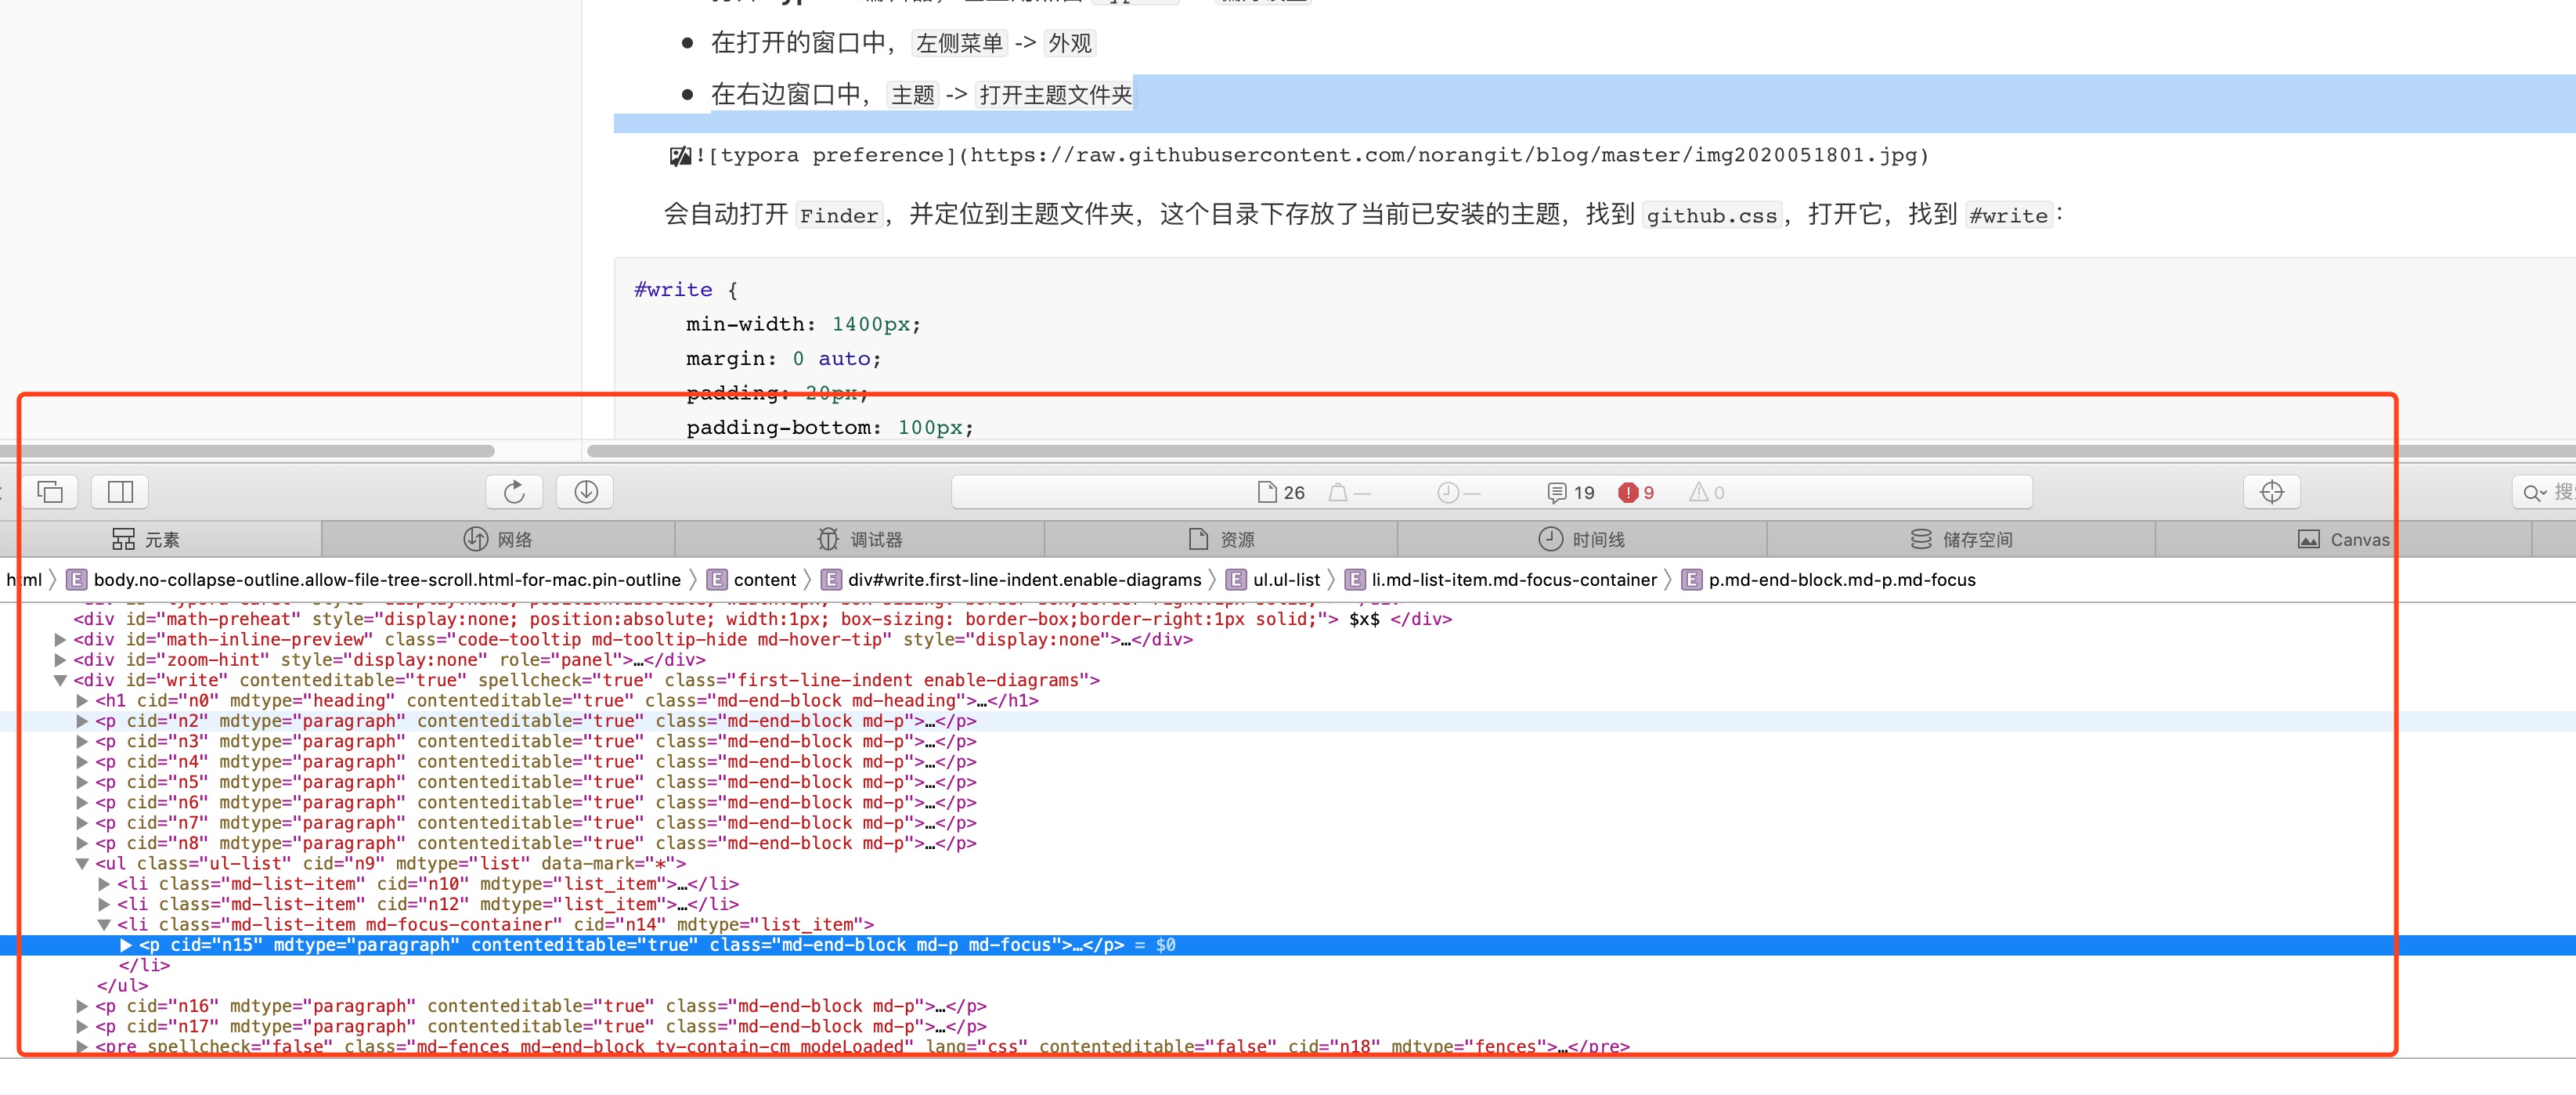 在打开的窗口中，左侧菜单 -> 外观
在右边窗口中，主题 -> 打开主题文件夹
![typora preference](https://raw.githubusercontent.com/norangit/blog/master/img2020051801.jpg)
会自动打开 Finder，并定位到主题文件夹，这个目录下存放了当前已安装的主题，找到 github.css，打开它，找到 #write：
#write {
min-width: 1400px;
margin: 0 auto;
padding: 20px;
padding-bottom: 100px;
26 — — 19 9 0
元素 网络 调试器 资源 时间线 储存空间 Canvas
html 〉 E body.no-collapse-outline.allow-file-tree-scroll.html-for-mac.pin-outline 〉 E content 〉 E div#write.first-line-indent.enable-diagrams 〉 E ul.ul-list 〉 E li.md-list-item.md-focus-container 〉 E p.md-end-block.md-p.md-focus
<div id="math-preheat" style="display:none; position:absolute; width:1px; box-sizing: border-box;border-right:1px solid;"> $x$ </div>
<div id="math-inline-preview" class="code-tooltip md-tooltip-hide md-hover-tip" style="display:none">…</div>
<div id="zoom-hint" style="display:none" role="panel">…</div>
<div id="write" contenteditable="true" spellcheck="true" class="first-line-indent enable-diagrams">
<h1 cid="n0" mdtype="heading" contenteditable="true" class="md-end-block md-heading">…</h1>
<p cid="n2" mdtype="paragraph" contenteditable="true" class="md-end-block md-p">…</p>
<p cid="n3" mdtype="paragraph" contenteditable="true" class="md-end-block md-p">…</p>
<p cid="n4" mdtype="paragraph" contenteditable="true" class="md-end-block md-p">…</p>
<p cid="n5" mdtype="paragraph" contenteditable="true" class="md-end-block md-p">…</p>
<p cid="n6" mdtype="paragraph" contenteditable="true" class="md-end-block md-p">…</p>
<p cid="n7" mdtype="paragraph" contenteditable="true" class="md-end-block md-p">…</p>
<p cid="n8" mdtype="paragraph" contenteditable="true" class="md-end-block md-p">…</p>
<ul class="ul-list" cid="n9" mdtype="list" data-mark="*">
<li class="md-list-item" cid="n10" mdtype="list_item">…</li>
<li class="md-list-item" cid="n12" mdtype="list_item">…</li>
<li class="md-list-item md-focus-container" cid="n14" mdtype="list_item">
<p cid="n15" mdtype="paragraph" contenteditable="true" class="md-end-block md-p md-focus">…</p> = $0
</li>
</ul>
<p cid="n16" mdtype="paragraph" contenteditable="true" class="md-end-block md-p">…</p>
<p cid="n17" mdtype="paragraph" contenteditable="true" class="md-end-block md-p">…</p>
<pre spellcheck="false" class="md-fences md-end-block ty-contain-cm modeLoaded" lang="css" contenteditable="false" cid="n18" mdtype="fences">…</pre>